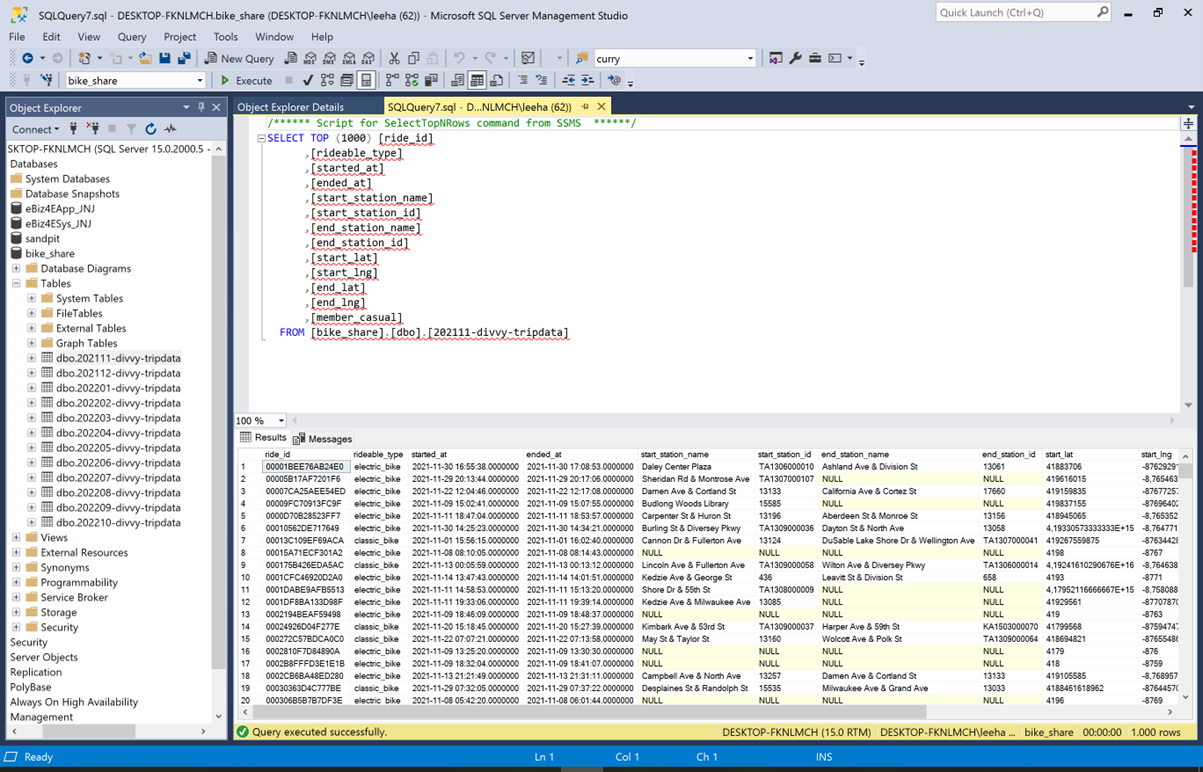 SQLQuery7.sql - DESKTOP-FKNLMCH.bike_share (DESKTOP-FKNLMCH\leeha (62)) - Microsoft SQL Server Management Studio
Quick Launch (Ctrl+Q)
File Edit View Query Project Tools Window Help
New Query
MDX DMX XMLA DAX
curry
bike_share
Execute
Object Explorer
Connect
SKTOP-FKNLMCH (SQL Server 15.0.2000.5 -
Databases
System Databases
Database Snapshots
eBiz4EApp_JNJ
eBiz4ESys_JNJ
sandpit
bike_share
Database Diagrams
Tables
System Tables
FileTables
External Tables
Graph Tables
dbo.202111-divvy-tripdata
dbo.202112-divvy-tripdata
dbo.202201-divvy-tripdata
dbo.202202-divvy-tripdata
dbo.202203-divvy-tripdata
dbo.202204-divvy-tripdata
dbo.202205-divvy-tripdata
dbo.202206-divvy-tripdata
dbo.202207-divvy-tripdata
dbo.202208-divvy-tripdata
dbo.202209-divvy-tripdata
dbo.202210-divvy-tripdata
Views
External Resources
Synonyms
Programmability
Service Broker
Storage
Security
Security
Server Objects
Replication
PolyBase
Always On High Availability
Management
Object Explorer Details
SQLQuery7.sql - D...NLMCH\leeha (62))
/****** Script for SelectTopNRows command from SSMS  ******/
SELECT TOP (1000) [ride_id]
,[rideable_type]
,[started_at]
,[ended_at]
,[start_station_name]
,[start_station_id]
,[end_station_name]
,[end_station_id]
,[start_lat]
,[start_lng]
,[end_lat]
,[end_lng]
,[member_casual]
FROM [bike_share].[dbo].[202111-divvy-tripdata]
100 %
Results Messages
ride_id rideable_type started_at ended_at start_station_name start_station_id end_station_name end_station_id start_lat start_lng
1 00001BEE76AB24E0 electric_bike 2021-11-30 16:55:38.0000000 2021-11-30 17:08:53.0000000 Daley Center Plaza TA1306000010 Ashland Ave & Division St 13061 41883706 -8762929
2 00005B17AF7201F6 electric_bike 2021-11-29 20:13:44.0000000 2021-11-29 20:17:06.0000000 Sheridan Rd & Montrose Ave TA1307000107 NULL NULL 419616015 -8,765463
3 00007CA25AEE54ED electric_bike 2021-11-22 12:04:46.0000000 2021-11-22 12:17:08.0000000 Damen Ave & Cortland St 13133 California Ave & Cortez St 17660 419159835 -8767725
4 00009FC70913FC9F electric_bike 2021-11-09 15:02:41.0000000 2021-11-09 15:07:55.0000000 Budlong Woods Library 15585 NULL NULL 419837155 -8769640
5 0000D70B28523FF7 electric_bike 2021-11-11 18:47:04.0000000 2021-11-11 18:53:57.0000000 Carpenter St & Huron St 13196 Aberdeen St & Monroe St 13156 418945065 -8,765352
6 00010562DE717649 electric_bike 2021-11-30 14:25:23.0000000 2021-11-30 14:34:21.0000000 Burling St & Diversey Pkwy TA1309000036 Dayton St & North Ave 13058 4,19330573333333E+15 -8,764771
7 0013C109EF69ACA electric_bike 2021-11-01 15:56:15.0000000 2021-11-01 16:02:40.0000000 Cannon Dr & Fullerton Ave 13124 DuSable Lake Shore Dr & Wellington Ave TA1307000041 419267559875 -8763442
8 00015A71ECF301A2 electric_bike 2021-11-08 08:10:05.0000000 2021-11-08 08:14:43.0000000 NULL NULL NULL NULL 4198 -8767
9 000175B426EDA5AC electric_bike 2021-11-13 00:05:59.0000000 2021-11-13 00:13:12.0000000 Lincoln Ave & Fullerton Ave TA1309000058 Wilton Ave & Diversey Pkwy TA1306000014 4,19241610290676E+16 -8,764638
10 0001CFC46920D2A0 electric_bike 2021-11-14 13:47:43.0000000 2021-11-14 14:01:51.0000000 Kedzie Ave & George St 436 Leavitt St & Division St 658 4193 -8771
11 0001DABE9AFB5513 electric_bike 2021-11-11 14:58:53.0000000 2021-11-11 15:13:20.0000000 Shore Dr & 55th St TA1308000009 NULL NULL 4,17952116666667E+15 -8,758088
12 0001DF8BA133D98F electric_bike 2021-11-11 19:33:06.0000000 2021-11-11 19:39:14.0000000 Kedzie Ave & Milwaukee Ave 13085 NULL NULL 41929561 -8770787
13 0002194BEAF59498 electric_bike 2021-11-09 18:46:09.0000000 2021-11-09 18:48:37.0000000 NULL NULL NULL NULL 419 -8763
14 00024926D04F277E classic_bike 2021-11-20 15:18:45.0000000 2021-11-20 15:27:39.0000000 Kimbark Ave & 53rd St TA1309000037 Harper Ave & 59th St KA1503000070 41799568 -8759474
15 000272C57BDCA0C0 classic_bike 2021-11-22 07:07:21.0000000 2021-11-22 07:13:58.0000000 May St & Taylor St 13160 Wolcott Ave & Polk St TA1309000064 418694821 -8765548
16 0002810F7D84890A electric_bike 2021-11-09 13:25:20.0000000 2021-11-09 13:30:30.0000000 NULL NULL NULL NULL 4179 -876
17 0002B8FFFD3E1E1B electric_bike 2021-11-09 18:32:04.0000000 2021-11-09 18:41:07.0000000 NULL NULL NULL NULL 418 -8759
18 0002CB6BA48ED280 electric_bike 2021-11-13 21:21:49.0000000 2021-11-13 21:31:11.0000000 Campbell Ave & North Ave 13257 Damen Ave & Cortland St 13133 419105585 -8,768957
19 00030363D4C777BE classic_bike 2021-11-29 07:32:05.0000000 2021-11-29 07:37:22.0000000 Desplaines St & Randolph St 15535 Milwaukee Ave & Grand Ave 13033 4188461618962 -8764457
20 000306B5B7B7DF3E electric_bike 2021-11-08 05:42:20.0000000 2021-11-08 06:01:44.0000000 NULL NULL NULL NULL 4196 -8769
Query executed successfully. DESKTOP-FKNLMCH (15.0 RTM) DESKTOP-FKNLMCH\leeha ... bike_share 00:00:00 1.000 rows
Ready Ln 1 Col 1 Ch 1 INS